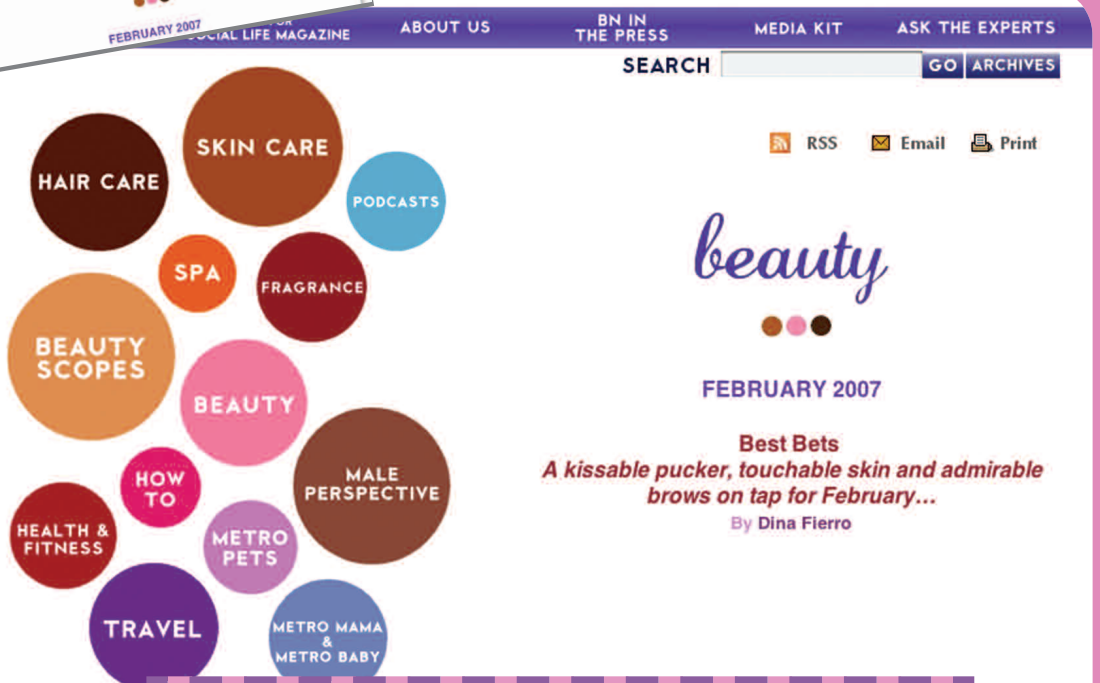 FEBRUARY 2007
SOCIAL LIFE MAGAZINE
ABOUT US
BN IN
THE PRESS
MEDIA KIT
ASK THE EXPERTS
SEARCH
GO
ARCHIVES
RSS
Email
Print
SKIN CARE
HAIR CARE
PODCASTS
SPA
FRAGRANCE
BEAUTY
SCOPES
BEAUTY
MALE
PERSPECTIVE
HOW
TO
HEALTH &
FITNESS
METRO
PETS
TRAVEL
METRO MAMA
&
METRO BABY
beauty
FEBRUARY 2007
Best Bets
A kissable pucker, touchable skin and admirable
brows on tap for February...
By Dina Fierro